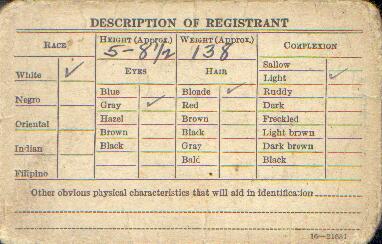 DESCRIPTION OF REGISTRANT
RACE
HEIGHT (Approx.)
WEIGHT (Approx.)
COMPLEXION
5-8 1/2
138
EYES
HAIR
White ✓
Negro
Oriental
Indian
Filipino
Blue
Gray ✓
Hazel
Brown
Black
Blonde ✓
Red
Brown
Black
Gray
Bald
Sallow
Light ✓
Ruddy
Dark
Freckled
Light brown
Dark brown
Black
Other obvious physical characteristics that will aid in identification